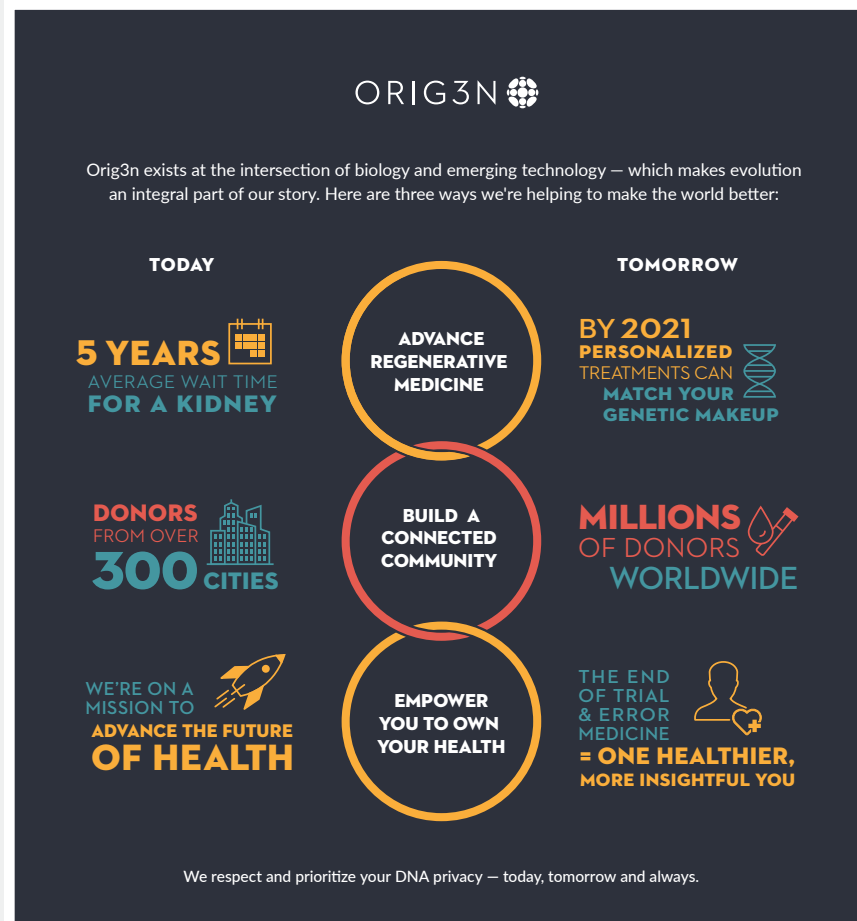 ORIG3N
Orig3n exists at the intersection of biology and emerging technology — which makes evolution
an integral part of our story. Here are three ways we're helping to make the world better:
TODAY
TOMORROW
5 YEARS
AVERAGE WAIT TIME
FOR A KIDNEY
ADVANCE
REGENERATIVE
MEDICINE
BY 2021
PERSONALIZED
TREATMENTS CAN
MATCH YOUR
GENETIC MAKEUP
DONORS
FROM OVER
300 CITIES
BUILD A
CONNECTED
COMMUNITY
MILLIONS
OF DONORS
WORLDWIDE
WE'RE ON A
MISSION TO
ADVANCE THE FUTURE
OF HEALTH
EMPOWER
YOU TO OWN
YOUR HEALTH
THE END
OF TRIAL
& ERROR
MEDICINE
= ONE HEALTHIER,
MORE INSIGHTFUL YOU
We respect and prioritize your DNA privacy — today, tomorrow and always.